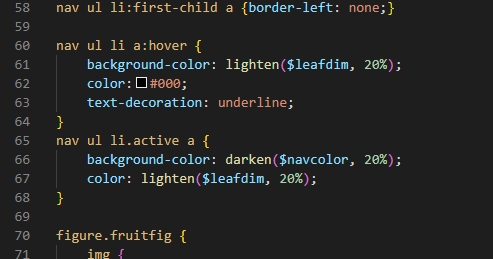 58 nav ul li:first-child a {border-left: none;}
59
60 nav ul li a:hover {
61 background-color: lighten($leafdim, 20%);
62 color: #000;
63 text-decoration: underline;
64 }
65 nav ul li.active a {
66 background-color: darken($navcolor, 20%);
67 color: lighten($leafdim, 20%);
68 }
69
70 figure.fruitfig {
71 img {